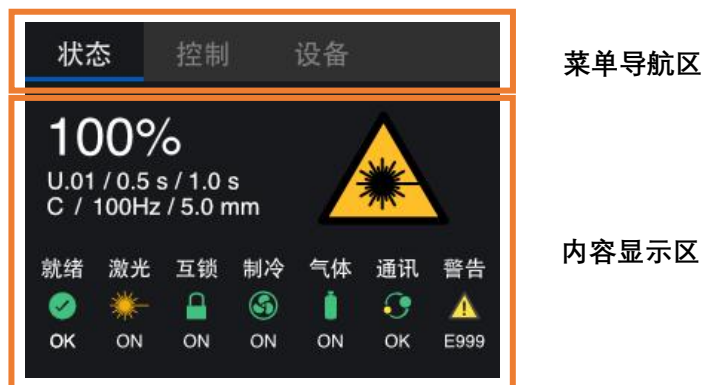 状态 控制 设备
菜单导航区
100%
U.01 / 0.5 s / 1.0 s
C / 100Hz / 5.0 mm
内容显示区
就绪 激光 互锁 制冷 气体 通讯 警告
OK ON ON ON ON OK E999